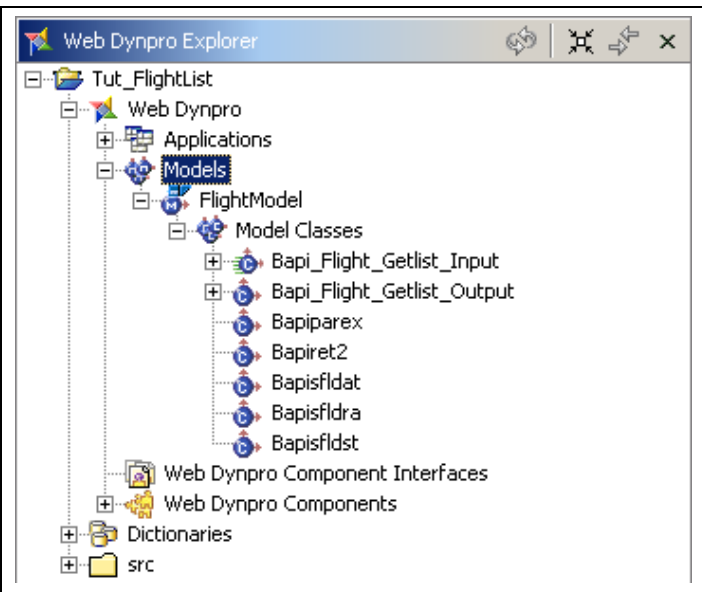 Web Dynpro Explorer
Tut_FlightList
Web Dynpro
Applications
Models
FlightModel
Model Classes
Bapi_Flight_Getlist_Input
Bapi_Flight_Getlist_Output
Bapiparex
Bapiret2
Bapisfldat
Bapisfldra
Bapisfldst
Web Dynpro Component Interfaces
Web Dynpro Components
Dictionaries
src